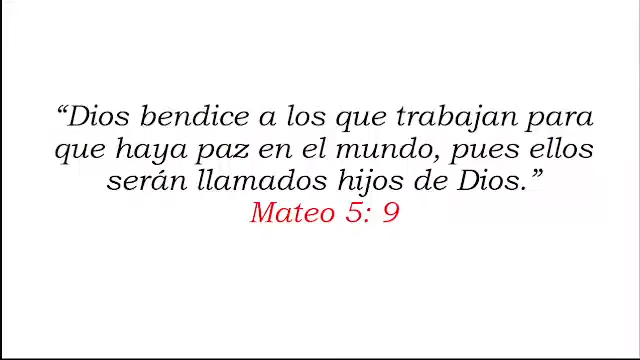 “Dios bendice a los que trabajan para
que haya paz en el mundo, pues ellos
serán llamados hijos de Dios.”
Mateo 5: 9